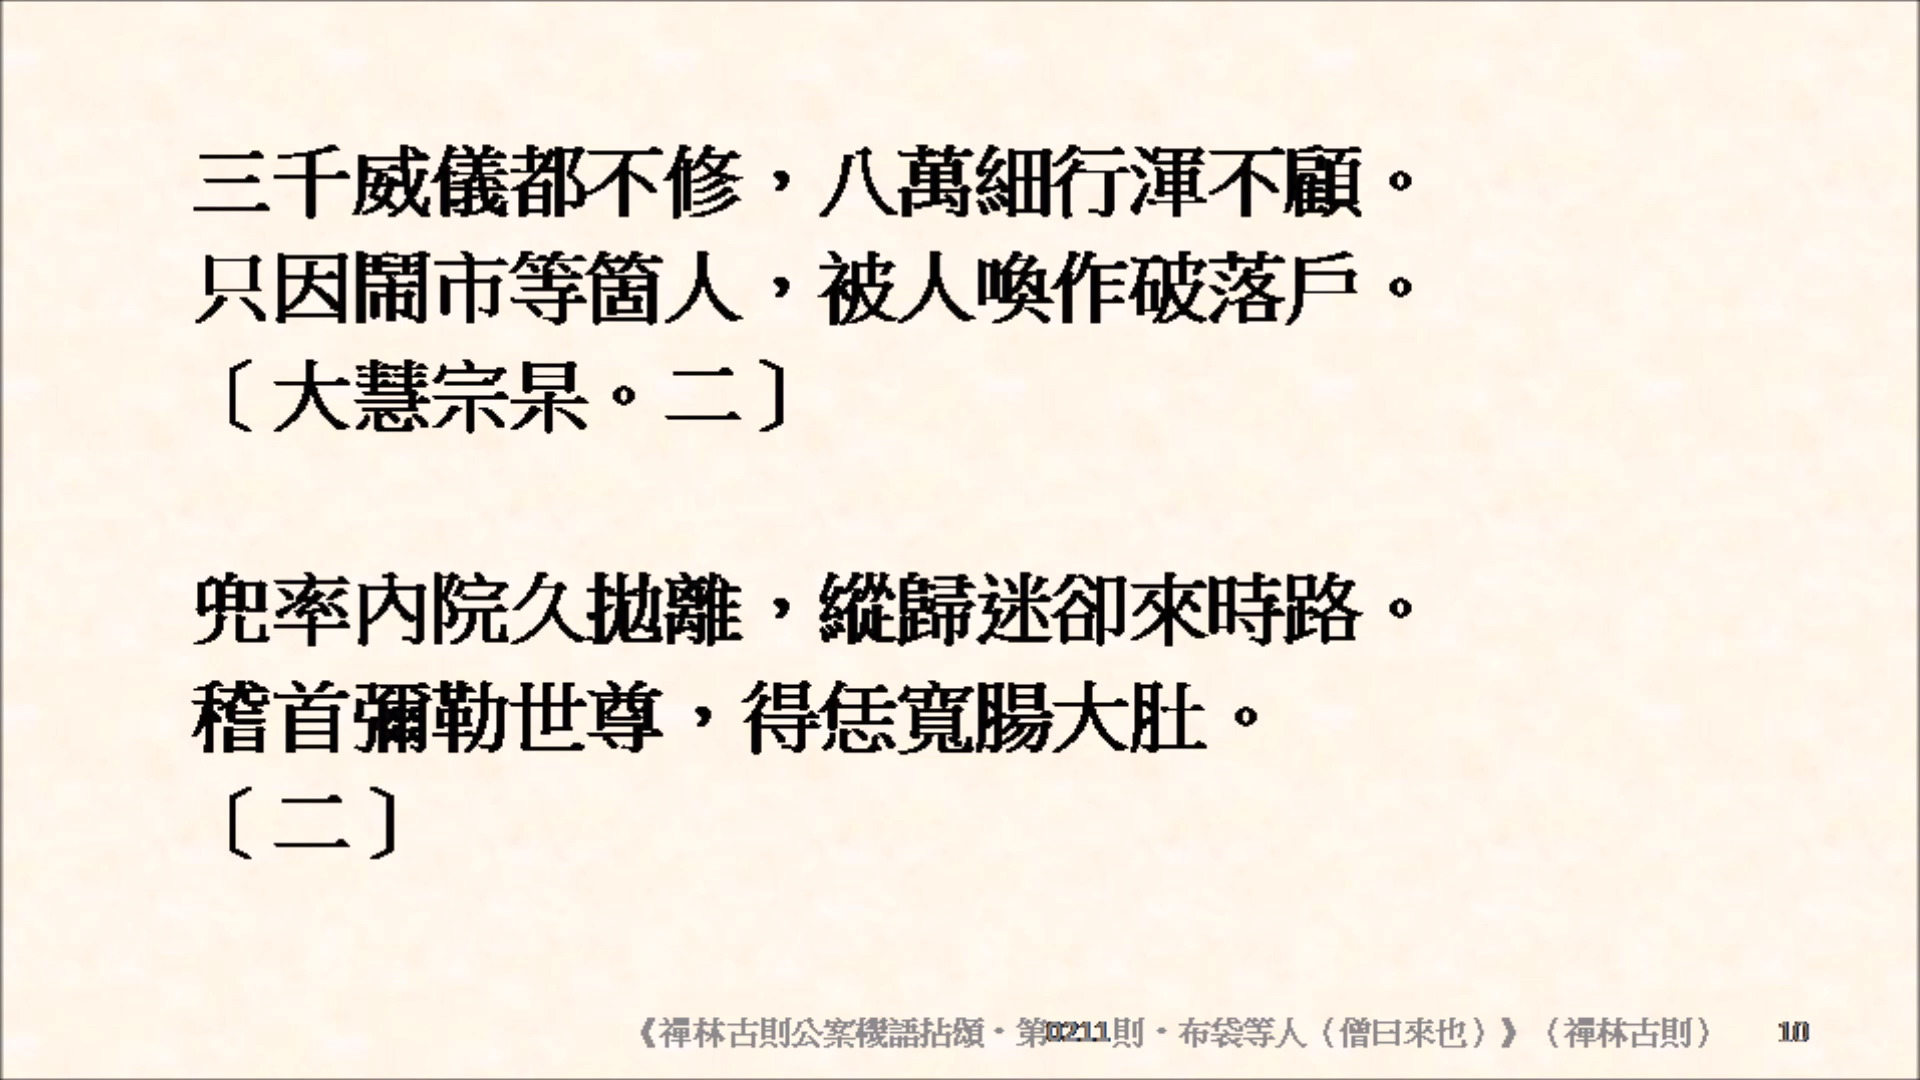 三千威儀都不修，八萬細行渾不顧。
只因鬧市等箇人，被人喚作破落戶。
〔大慧宗杲。二〕
兜率內院久拋離，縱歸迷卻來時路。
稽首彌勒世尊，得恁寬腸大肚。
〔二〕
《禪林古則公案機語拈頌‧第0211則‧布袋等人（僧曰來也）》（禪林古則） 10